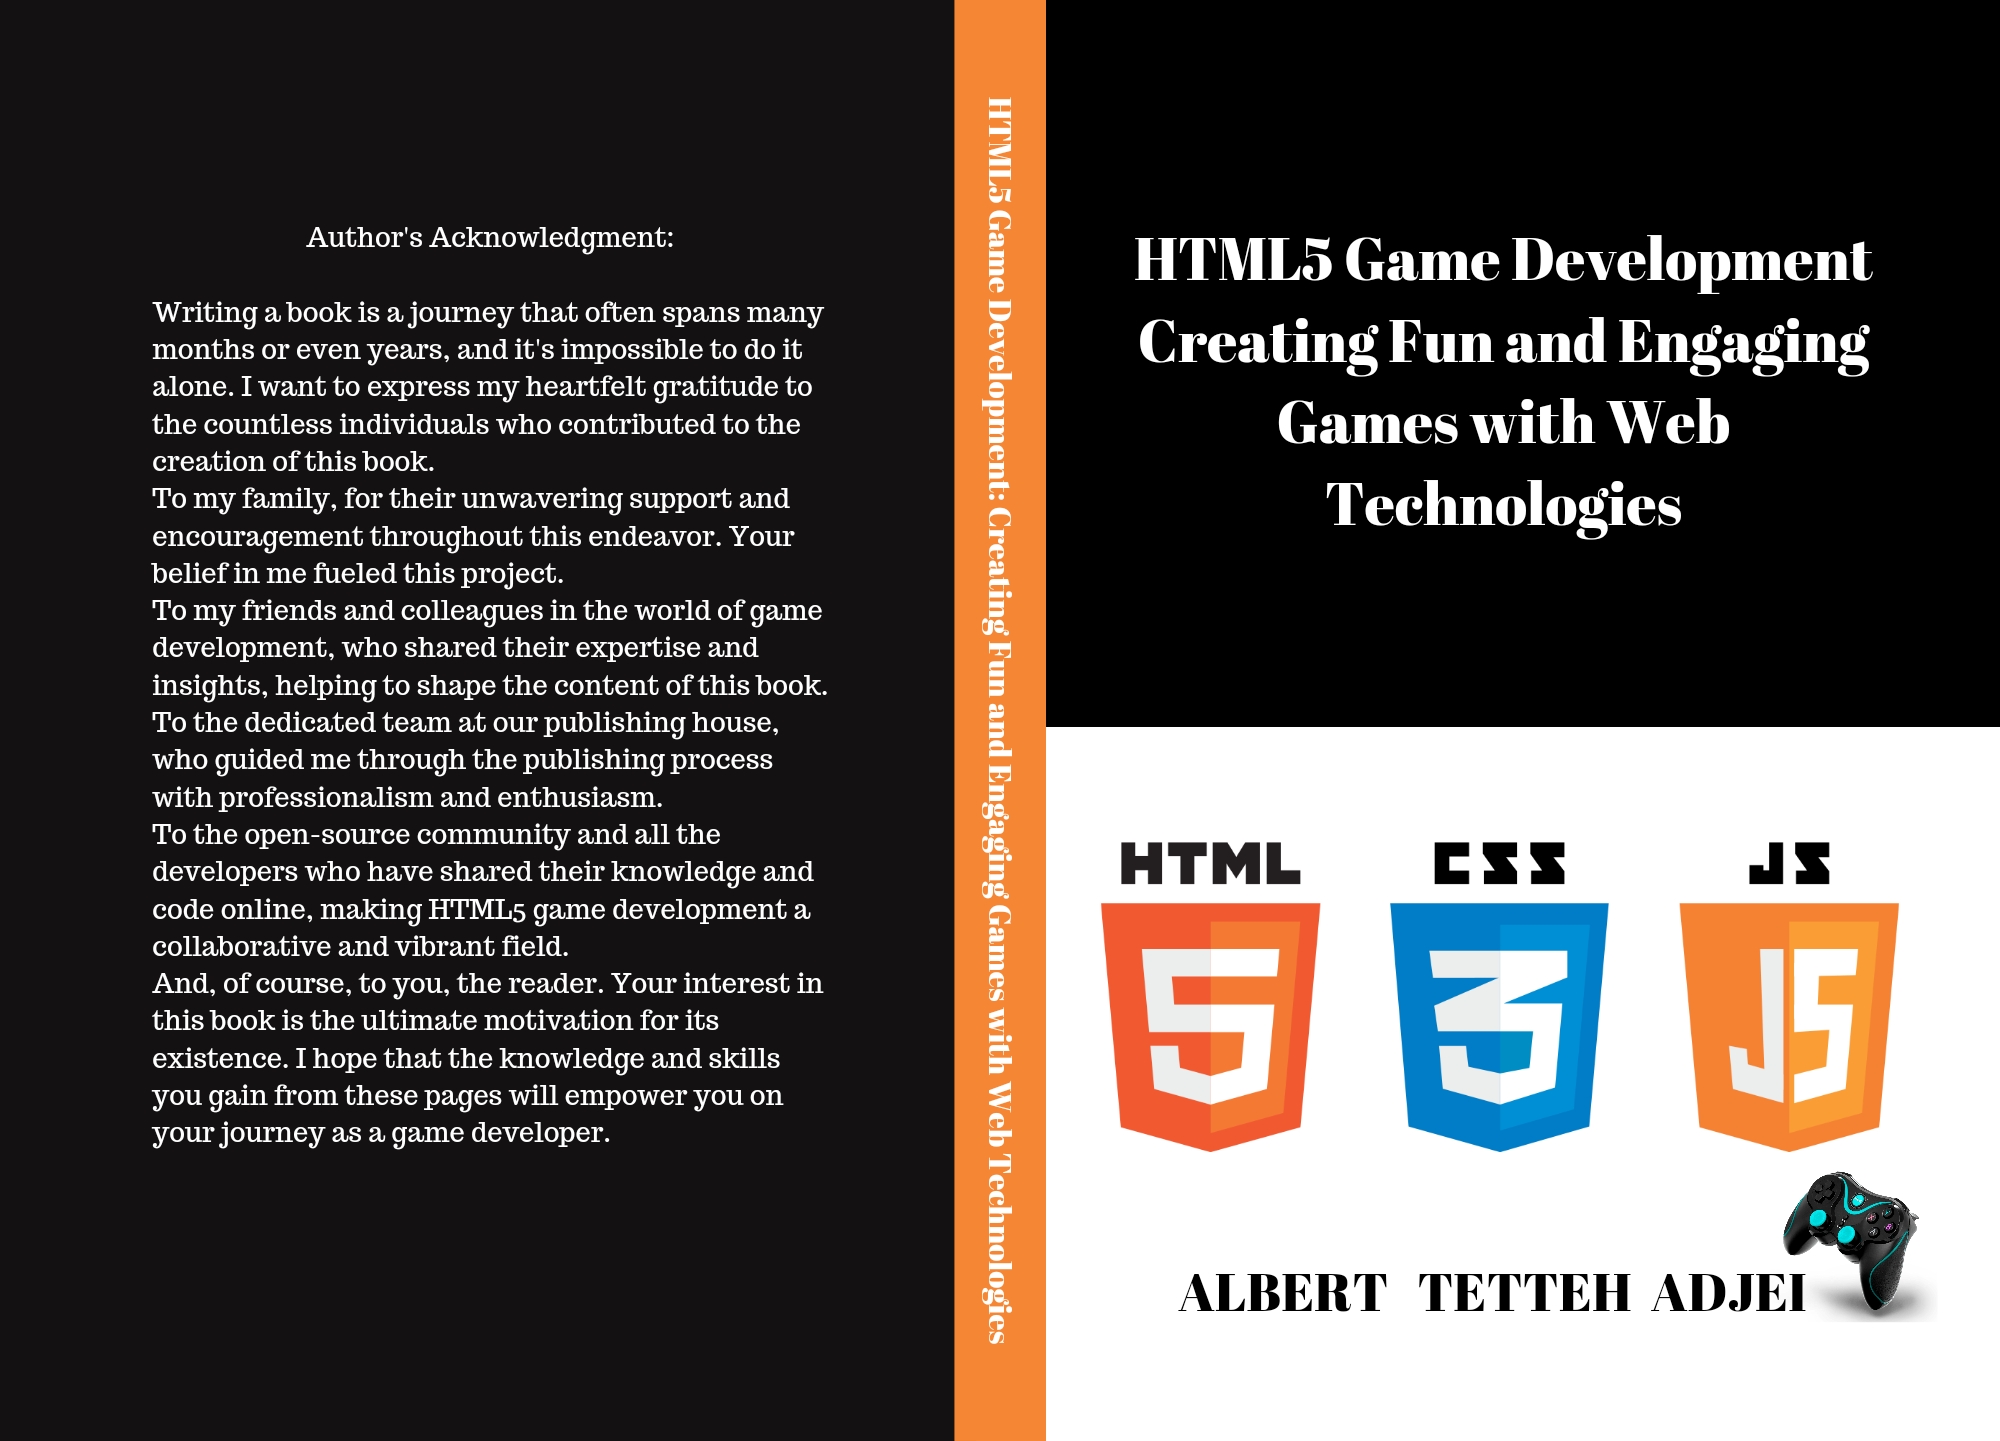 Author's Acknowledgment:
Writing a book is a journey that often spans many
months or even years, and it's impossible to do it
alone. I want to express my heartfelt gratitude to
the countless individuals who contributed to the
creation of this book.
To my family, for their unwavering support and
encouragement throughout this endeavor. Your
belief in me fueled this project.
To my friends and colleagues in the world of game
development, who shared their expertise and
insights, helping to shape the content of this book.
To the dedicated team at our publishing house,
who guided me through the publishing process
with professionalism and enthusiasm.
To the open-source community and all the
developers who have shared their knowledge and
code online, making HTML5 game development a
collaborative and vibrant field.
And, of course, to you, the reader. Your interest in
this book is the ultimate motivation for its
existence. I hope that the knowledge and skills
you gain from these pages will empower you on
your journey as a game developer.
HTML5 Game Development: Creating Fun and Engaging Games with Web Technologies
HTML5 Game Development
Creating Fun and Engaging
Games with Web
Technologies
HTML CSS JS
5 3 JS
ALBERT TETTEH ADJEI